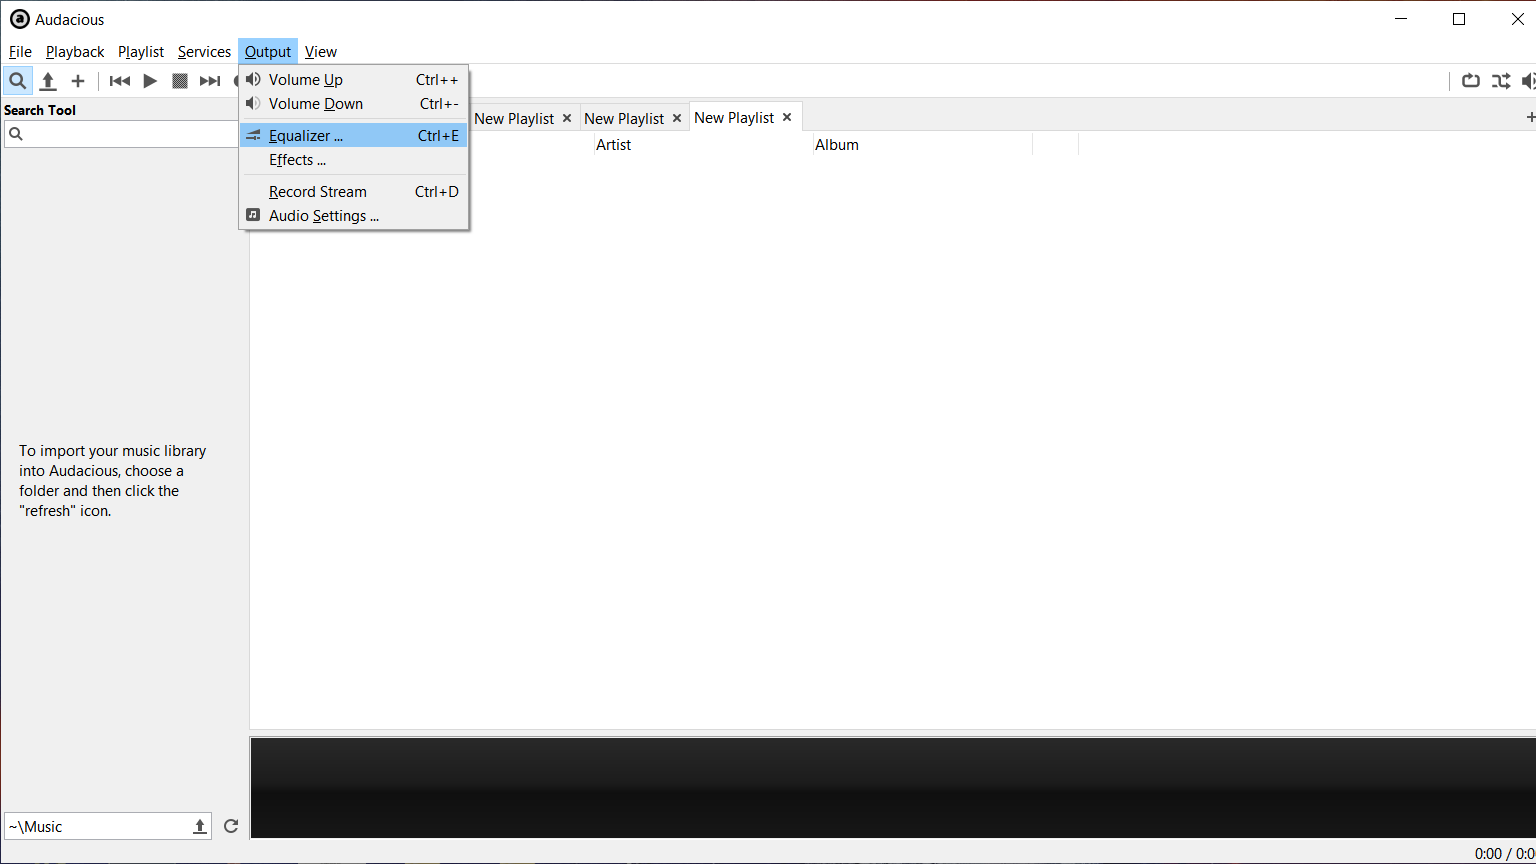 Audacious
File Playback Playlist Services Output View
Volume Up Ctrl++
Volume Down Ctrl+-
Equalizer ... Ctrl+E
Effects ...
Record Stream Ctrl+D
Audio Settings ...
Search Tool
New Playlist New Playlist New Playlist
Artist Album
To import your music library
into Audacious, choose a
folder and then click the
"refresh" icon.
~\Music
0:00 / 0:0